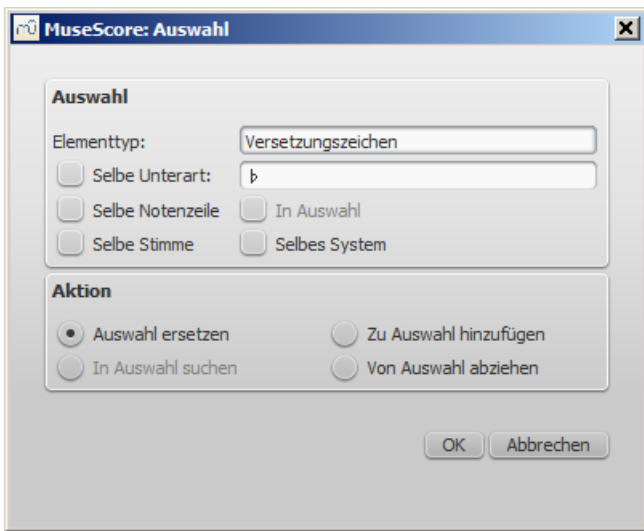 MuseScore: Auswahl
Auswahl
Elementtyp: Versetzungszeichen
Selbe Unterart: ♭
Selbe Notenzeile In Auswahl
Selbe Stimme Selbes System
Aktion
Auswahl ersetzen Zu Auswahl hinzufügen
In Auswahl suchen Von Auswahl abziehen
OK Abbrechen